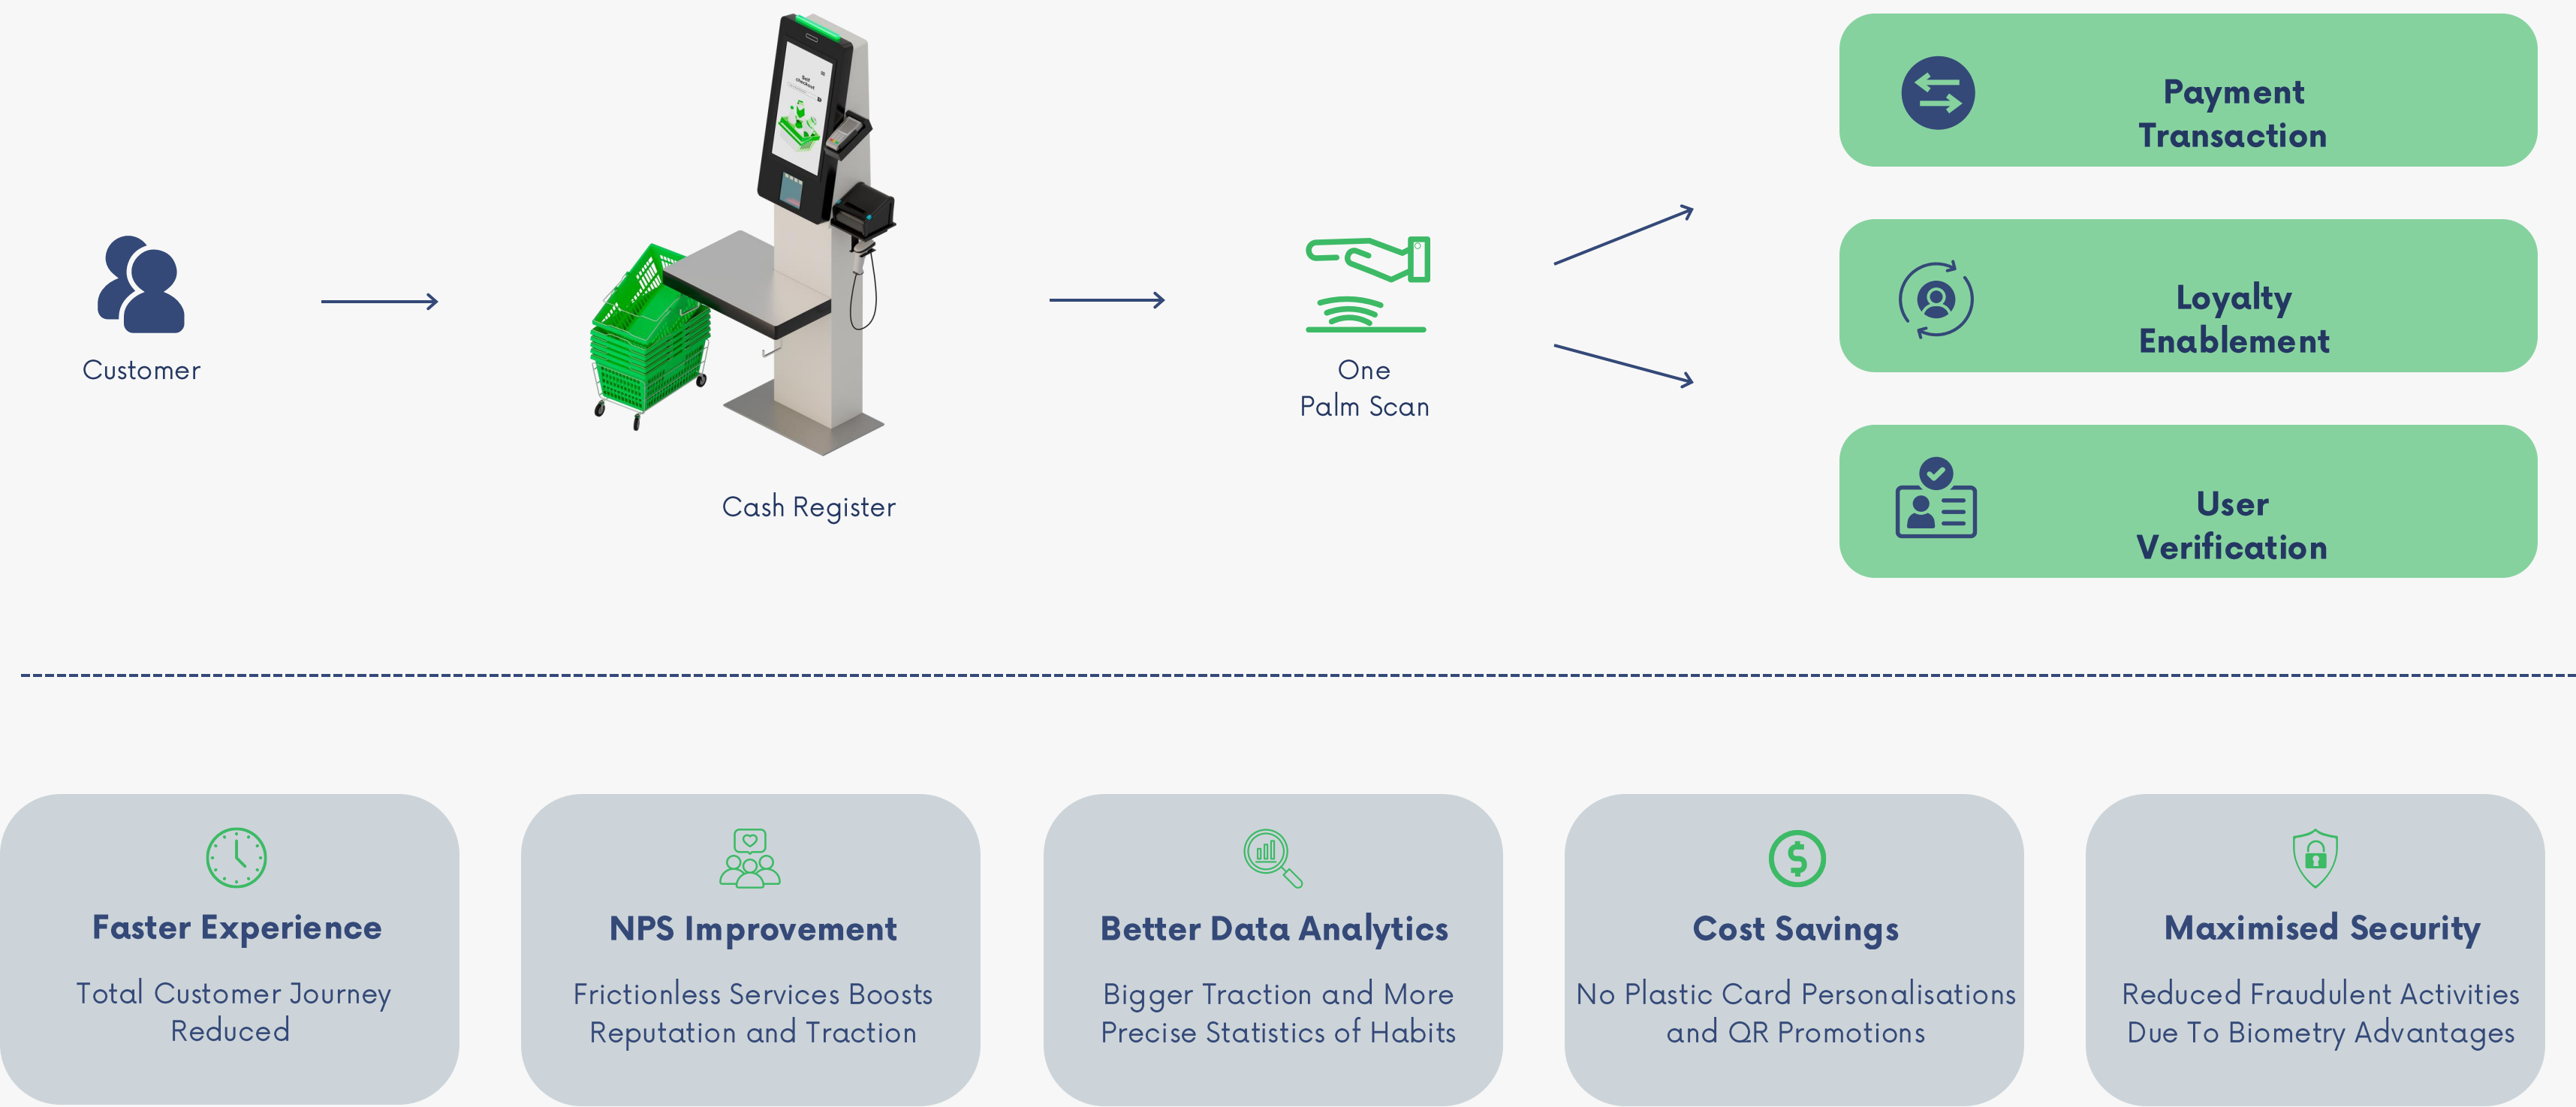 Self
checkout
Customer
Cash Register
One
Palm Scan
Payment
Transaction
Loyalty
Enablement
User
Verification
Faster Experience
Total Customer Journey
Reduced
NPS Improvement
Frictionless Services Boosts
Reputation and Traction
Better Data Analytics
Bigger Traction and More
Precise Statistics of Habits
Cost Savings
No Plastic Card Personalisations
and QR Promotions
Maximised Security
Reduced Fraudulent Activities
Due To Biometry Advantages